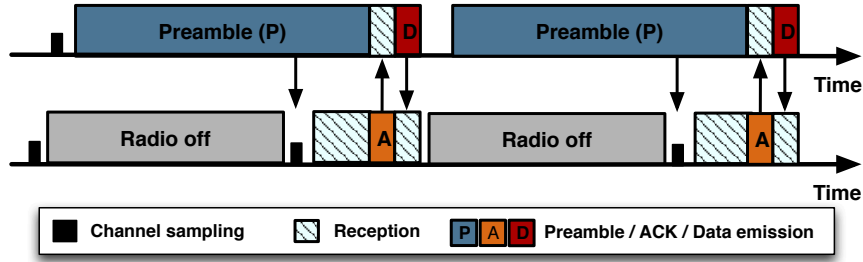 Preamble (P) D Preamble (P) D
Time
Radio off A Radio off A
Time
Channel sampling Reception P A D Preamble / ACK / Data emission